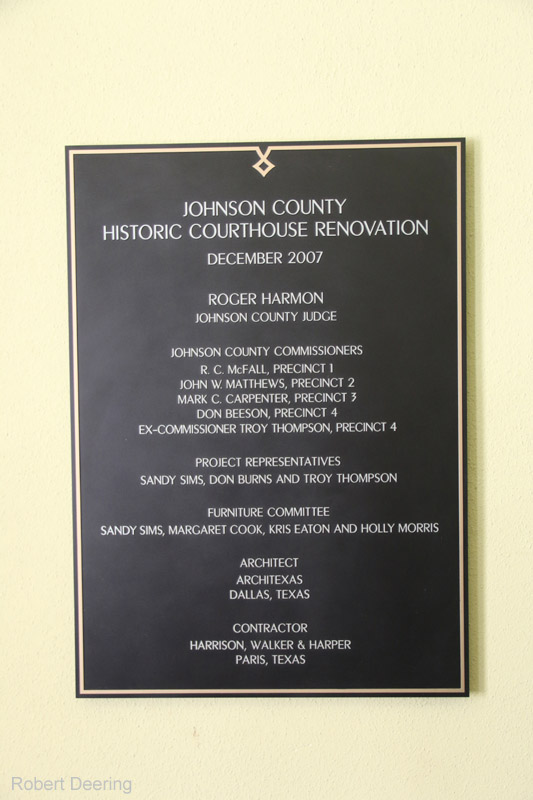 JOHNSON COUNTY
HISTORIC COURTHOUSE RENOVATION
DECEMBER 2007
ROGER HARMON
JOHNSON COUNTY JUDGE
JOHNSON COUNTY COMMISSIONERS
R. C. McFALL, PRECINCT 1
JOHN W. MATTHEWS, PRECINCT 2
MARK C. CARPENTER, PRECINCT 3
DON BEESON, PRECINCT 4
EX-COMMISSIONER TROY THOMPSON, PRECINCT 4
PROJECT REPRESENTATIVES
SANDY SIMS, DON BURNS AND TROY THOMPSON
FURNITURE COMMITTEE
SANDY SIMS, MARGARET COOK, KRIS EATON AND HOLLY MORRIS
ARCHITECT
ARCHITEXAS
DALLAS, TEXAS
CONTRACTOR
HARRISON, WALKER & HARPER
PARIS, TEXAS
Robert Deering